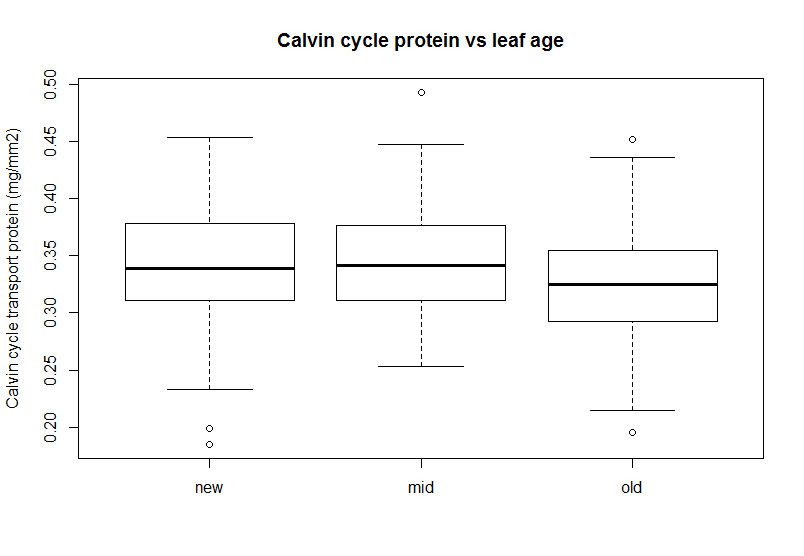 Calvin cycle protein vs leaf age
Calvin cycle transport protein (mg/mm2)
0.50
0.45
0.40
0.35
0.30
0.25
0.20
new mid old